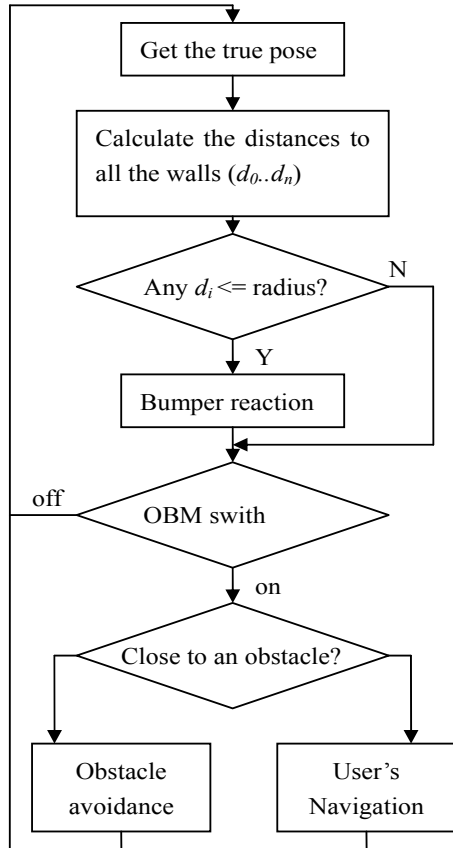 Get the true pose
Calculate the distances to
all the walls (d0..dn)
Any di <= radius?
N
Y
Bumper reaction
off
OBM swith
on
Close to an obstacle?
Obstacle
avoidance
User's
Navigation